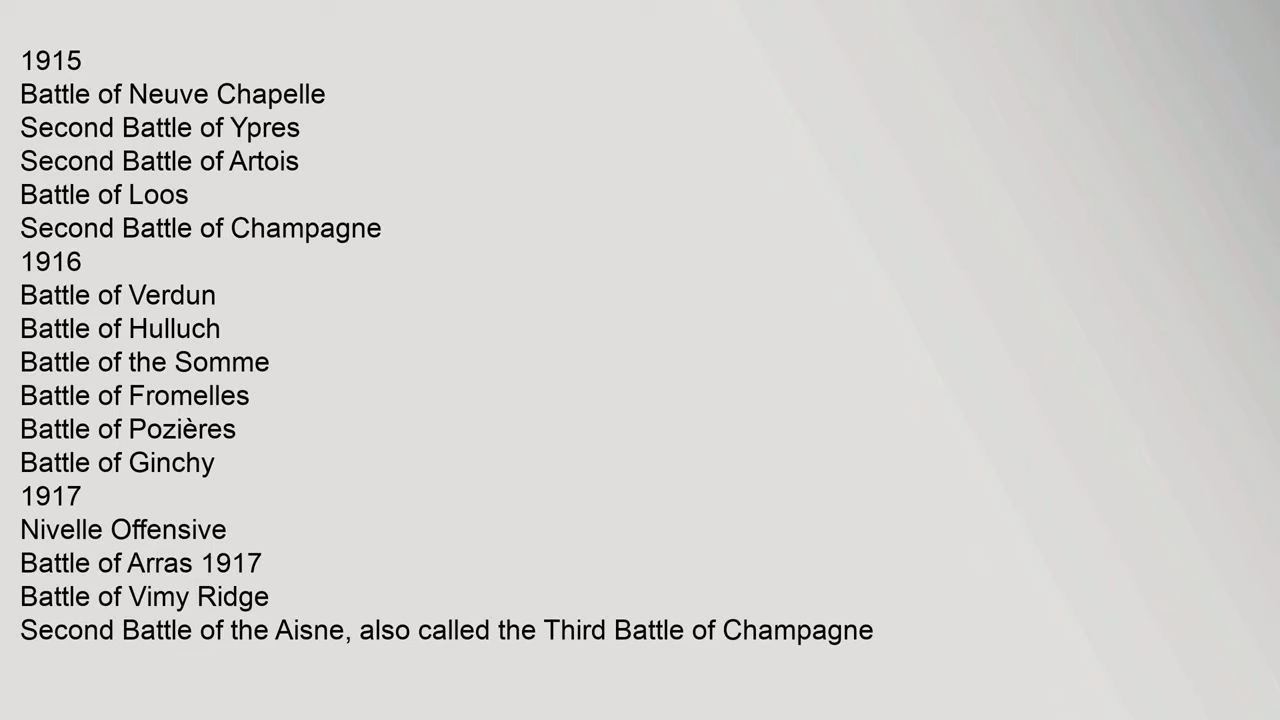 1915
Battle of Neuve Chapelle
Second Battle of Ypres
Second Battle of Artois
Battle of Loos
Second Battle of Champagne
1916
Battle of Verdun
Battle of Hulluch
Battle of the Somme
Battle of Fromelles
Battle of Pozières
Battle of Ginchy
1917
Nivelle Offensive
Battle of Arras 1917
Battle of Vimy Ridge
Second Battle of the Aisne, also called the Third Battle of Champagne